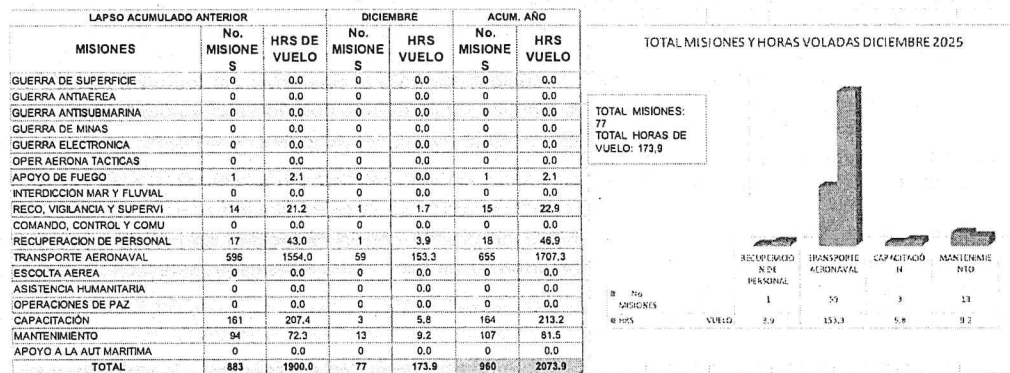 LAPSO ACUMULADO ANTERIOR DICIEMBRE ACUM. AÑO
MISIONES No. MISIONES HRS DE VUELO No. MISIONES HRS VUELO No. MISIONES HRS VUELO
GUERRA DE SUPERFICIE 0 0.0 0 0.0 0 0.0
GUERRA ANTIAEREA 0 0.0 0 0.0 0 0.0
GUERRA ANTISUBMARINA 0 0.0 0 0.0 0 0.0
GUERRA DE MINAS 0 0.0 0 0.0 0 0.0
GUERRA ELECTRONICA 0 0.0 0 0.0 0 0.0
OPER AERONA TACTICAS 0 0.0 0 0.0 0 0.0
APOYO DE FUEGO 1 2.1 0 0.0 1 2.1
INTERDICCION MAR Y FLUVIAL 0 0.0 0 0.0 0 0.0
RECO, VIGILANCIA Y SUPERVI 14 21.2 1 1.7 15 22.9
COMANDO, CONTROL Y COMU 0 0.0 0 0.0 0 0.0
RECUPERACION DE PERSONAL 17 43.0 1 3.9 18 46.9
TRANSPORTE AERONAVAL 596 1554.0 59 153.3 655 1707.3
ESCOLTA AEREA 0 0.0 0 0.0 0 0.0
ASISTENCIA HUMANITARIA 0 0.0 0 0.0 0 0.0
OPERACIONES DE PAZ 0 0.0 0 0.0 0 0.0
CAPACITACIÓN 161 207.4 3 5.8 164 213.2
MANTENIMIENTO 94 72.3 13 9.2 107 81.5
APOYO A LA AUT MARITIMA 0 0.0 0 0.0 0 0.0
TOTAL 883 1900.0 77 173.9 960 2073.9
TOTAL MISIONES Y HORAS VOLADAS DICIEMBRE 2025
TOTAL MISIONES:
77
TOTAL HORAS DE
VUELO: 173,9
RECUPERACIO TRANSPORTE CAPACITACIÓ MANTENIMIE
N DE AERONAVAL N NTO
PERSONAL
No
MISIONES 1 59 3 13
HRS VUELO 3.9 153.3 5.8 9.2